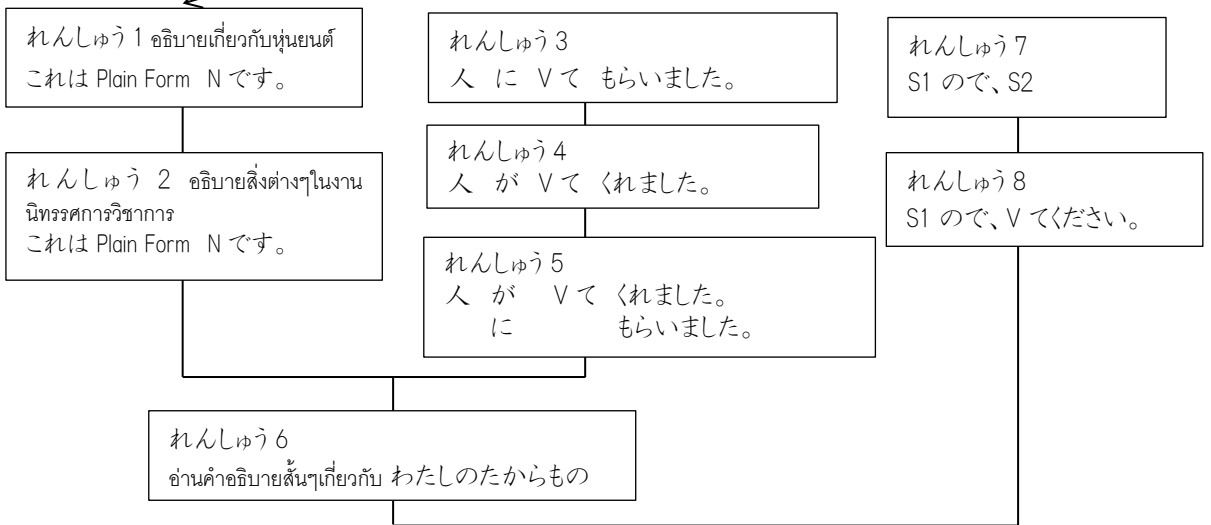 れんしゅう1 อธิบายเกี่ยวกับหุ่นยนต์
これは Plain Form N です。
れんしゅう 2 อธิบายสิ่งต่างๆในงาน
นิทรรศการวิชาการ
これは Plain Form N です。
れんしゅう3
人 に Vて もらいました。
れんしゅう4
人 が Vて くれました。
れんしゅう5
人 が Vて くれました。
に もらいました。
れんしゅう6
อ่านคำอธิบายสั้นๆเกี่ยวกับ わたしのたからもの
れんしゅう7
S1 ので、S2
れんしゅう8
S1 ので、V てください。